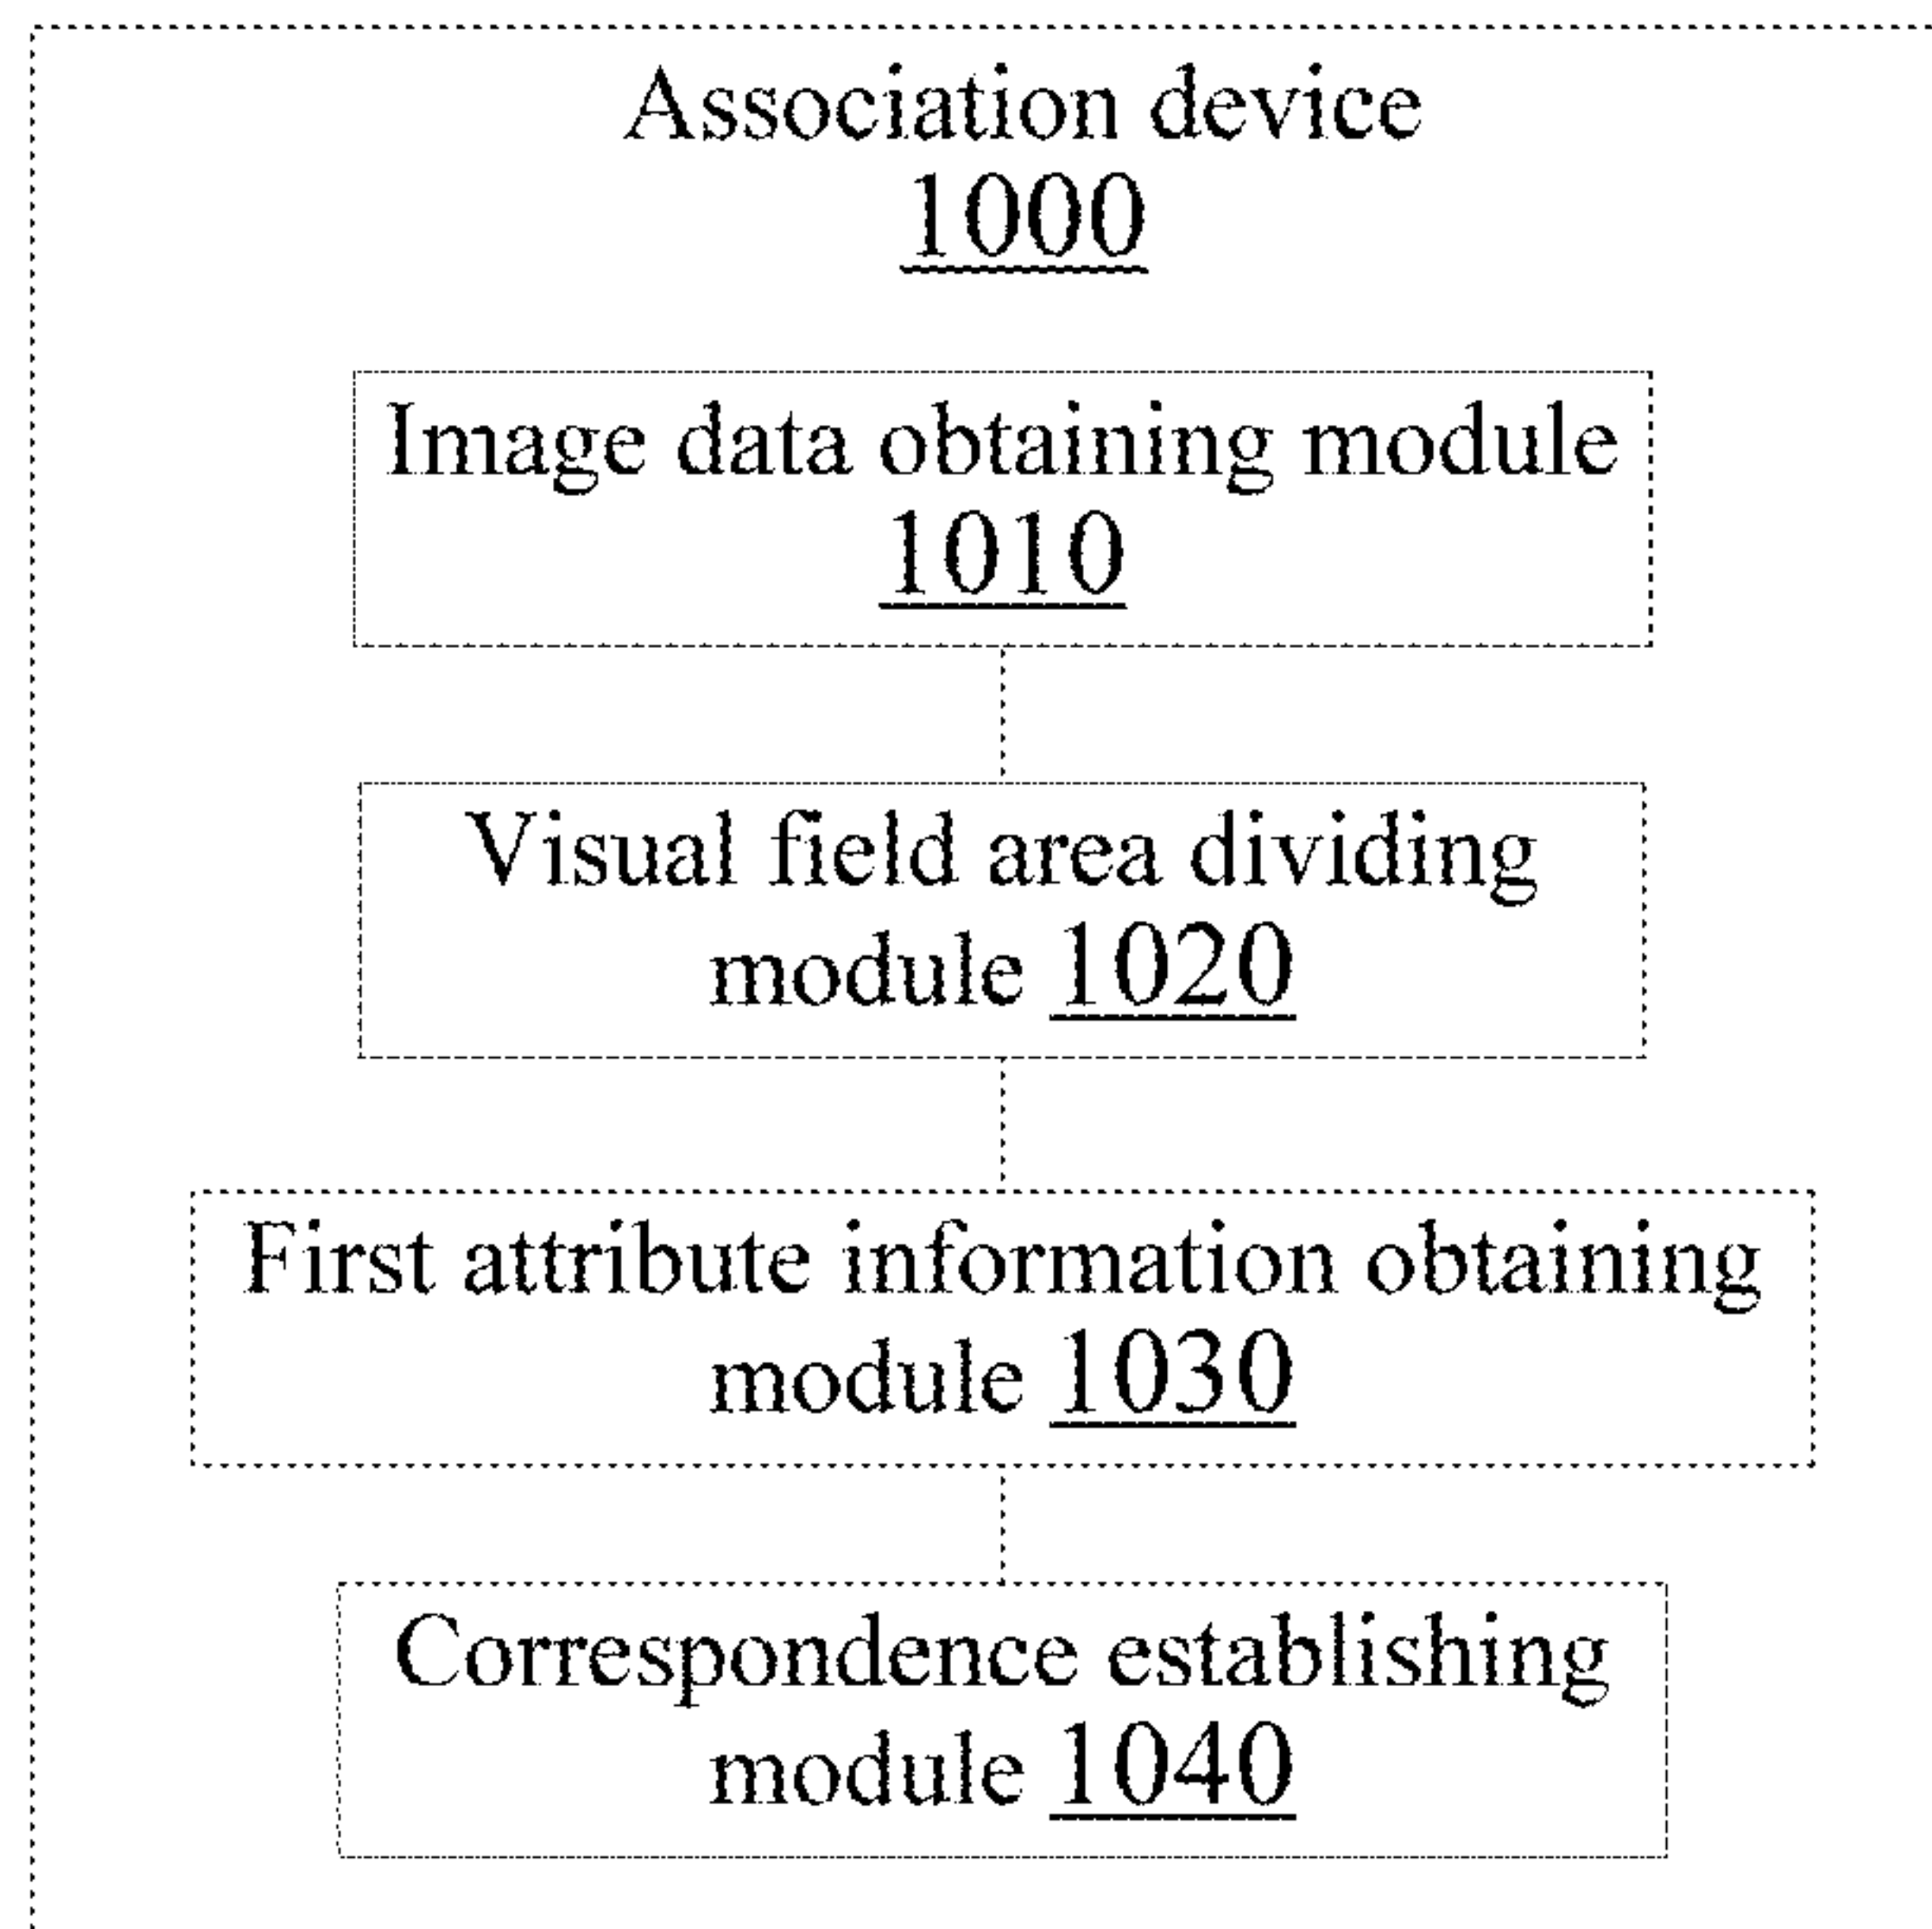 Association device
1000
Image data obtaining module
1010
Visual field area dividing
module 1020
First attribute information obtaining
module 1030
Correspondence establishing
module 1040